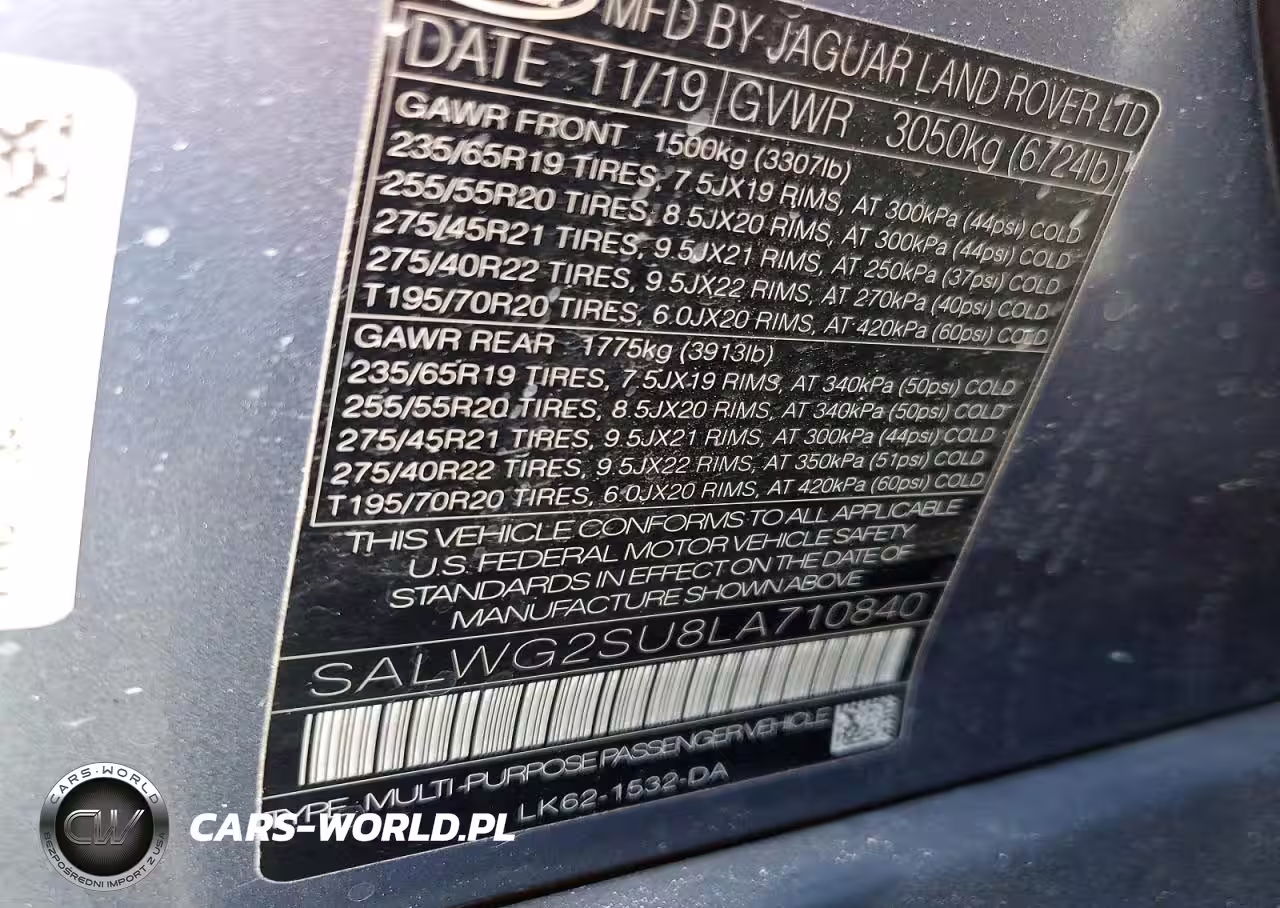 MFD BY JAGUAR LAND ROVER LTD
DATE 11/19 GVWR 3050kg (6724lb)
GAWR FRONT 1500kg (3307lb)
235/65R19 TIRES, 7.5JX19 RIMS, AT 300kPa (44psi) COLD
255/55R20 TIRES, 8.5JX20 RIMS, AT 300kPa (44psi) COLD
275/45R21 TIRES, 9.5JX21 RIMS, AT 250kPa (37psi) COLD
275/40R22 TIRES, 9.5JX22 RIMS, AT 270kPa (40psi) COLD
T195/70R20 TIRES, 6.0JX20 RIMS, AT 420kPa (60psi) COLD
GAWR REAR 1775kg (3913lb)
235/65R19 TIRES, 7.5JX19 RIMS, AT 340kPa (50psi) COLD
255/55R20 TIRES, 8.5JX20 RIMS, AT 340kPa (50psi) COLD
275/45R21 TIRES, 9.5JX21 RIMS, AT 300kPa (44psi) COLD
275/40R22 TIRES, 9.5JX22 RIMS, AT 350kPa (51psi) COLD
T195/70R20 TIRES, 6.0JX20 RIMS, AT 420kPa (60psi) COLD
THIS VEHICLE CONFORMS TO ALL APPLICABLE
U.S. FEDERAL MOTOR VEHICLE SAFETY
STANDARDS IN EFFECT ON THE DATE OF
MANUFACTURE SHOWN ABOVE
SALWG2SU8LA710840
TYPE: MULTI-PURPOSE PASSENGER VEHICLE
LK62-1532-DA
CARS-WORLD
CW
BEZPOŚREDNI IMPORT Z USA
CARS-WORLD.PL